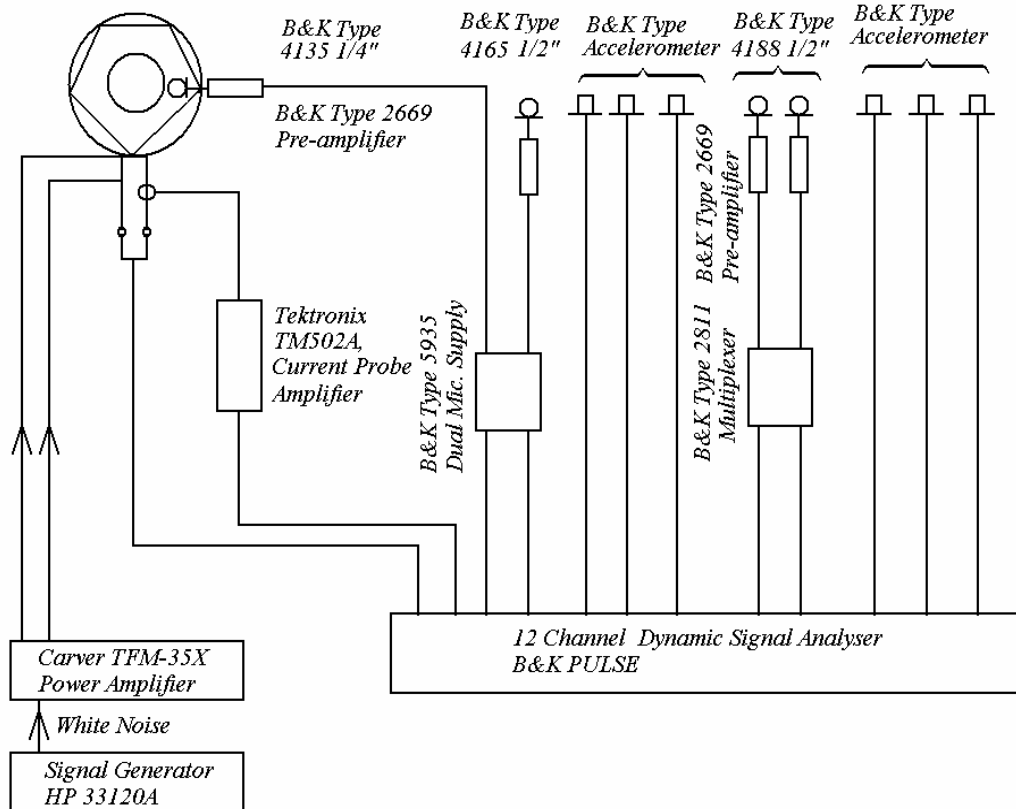 B&K Type
4135 1/4"
B&K Type
4165 1/2"
B&K Type
Accelerometer
B&K Type
4188 1/2"
B&K Type
Accelerometer
B&K Type 2669
Pre-amplifier
B&K Type 2669
Pre-amplifier
Tektronix
TM502A,
Current Probe
Amplifier
B&K Type 5935
Dual Mic. Supply
B&K Type 2811
Multiplexer
12 Channel Dynamic Signal Analyser
B&K PULSE
Carver TFM-35X
Power Amplifier
White Noise
Signal Generator
HP 33120A